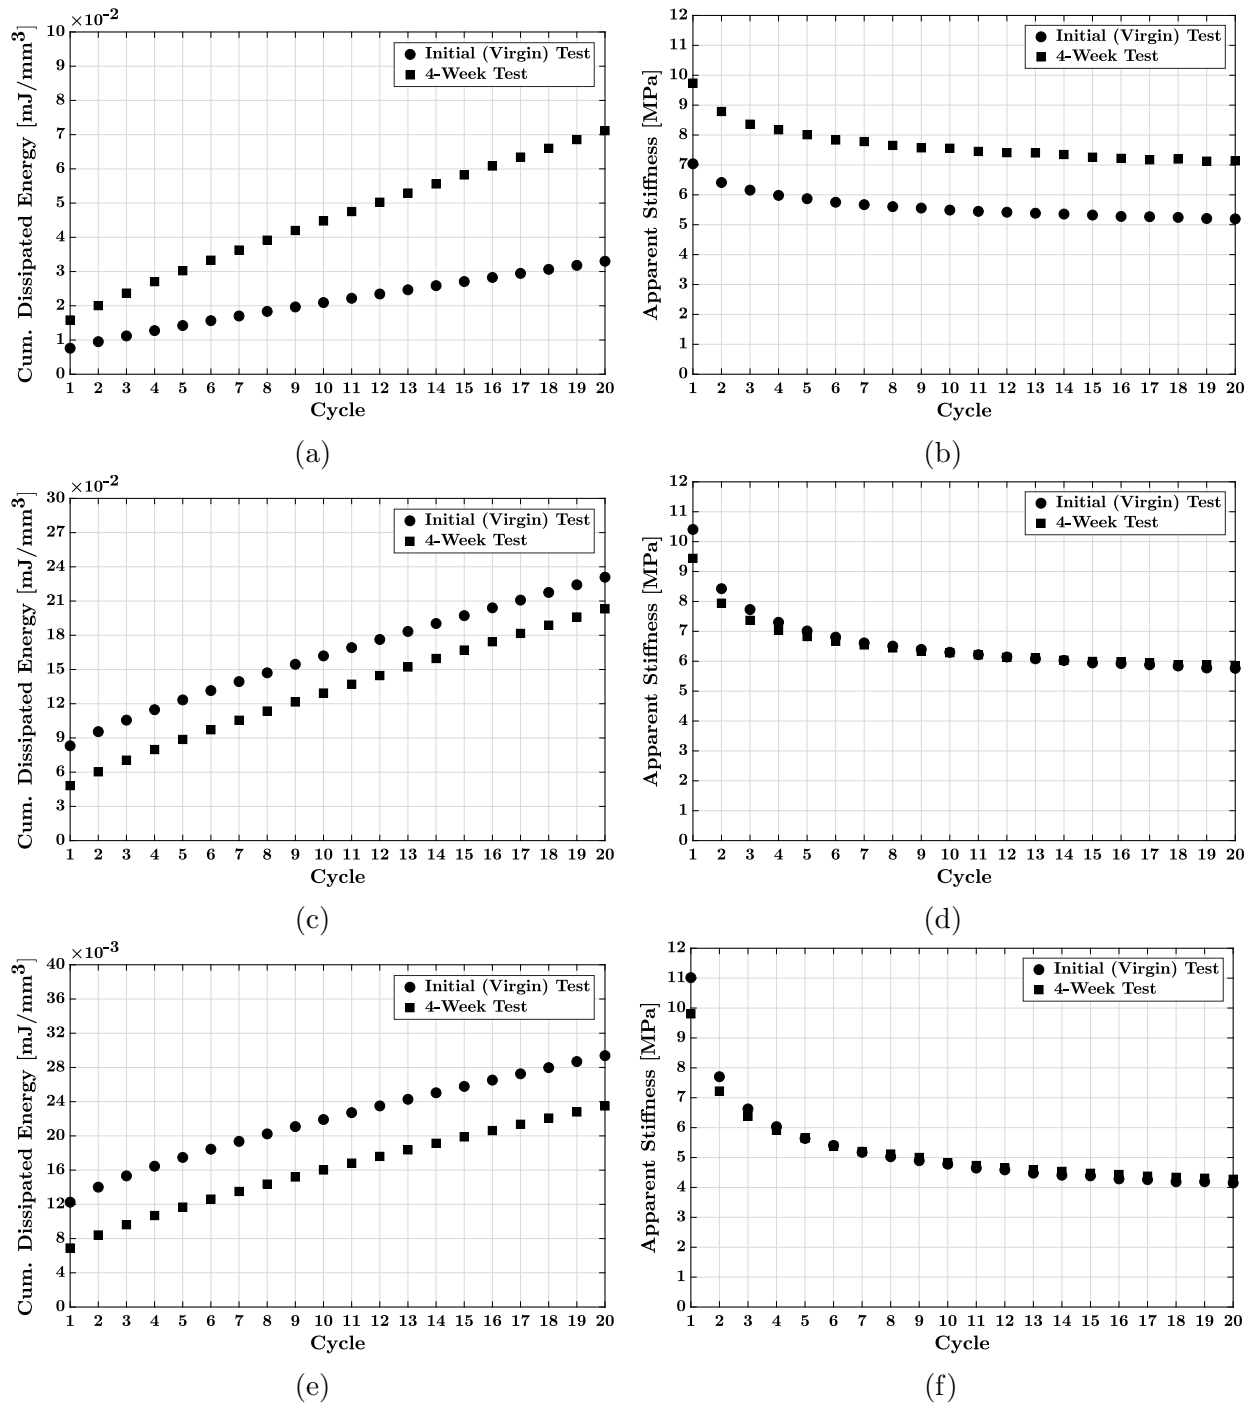 ×10-2
Cum. Dissipated Energy [mJ/mm3]
10
9
8
7
6
5
4
3
2
1
0
Initial (Virgin) Test
4-Week Test
1 2 3 4 5 6 7 8 9 10 11 12 13 14 15 16 17 18 19 20
Cycle
(a)
Apparent Stiffness [MPa]
12
11
10
9
8
7
6
5
4
3
2
1
0
Initial (Virgin) Test
4-Week Test
1 2 3 4 5 6 7 8 9 10 11 12 13 14 15 16 17 18 19 20
Cycle
(b)
×10-2
Cum. Dissipated Energy [mJ/mm3]
30
27
24
21
18
15
12
9
6
3
0
Initial (Virgin) Test
4-Week Test
1 2 3 4 5 6 7 8 9 10 11 12 13 14 15 16 17 18 19 20
Cycle
(c)
Apparent Stiffness [MPa]
12
11
10
9
8
7
6
5
4
3
2
1
0
Initial (Virgin) Test
4-Week Test
1 2 3 4 5 6 7 8 9 10 11 12 13 14 15 16 17 18 19 20
Cycle
(d)
×10-3
Cum. Dissipated Energy [mJ/mm3]
40
36
32
28
24
20
16
12
8
4
0
Initial (Virgin) Test
4-Week Test
1 2 3 4 5 6 7 8 9 10 11 12 13 14 15 16 17 18 19 20
Cycle
(e)
Apparent Stiffness [MPa]
12
11
10
9
8
7
6
5
4
3
2
1
0
Initial (Virgin) Test
4-Week Test
1 2 3 4 5 6 7 8 9 10 11 12 13 14 15 16 17 18 19 20
Cycle
(f)